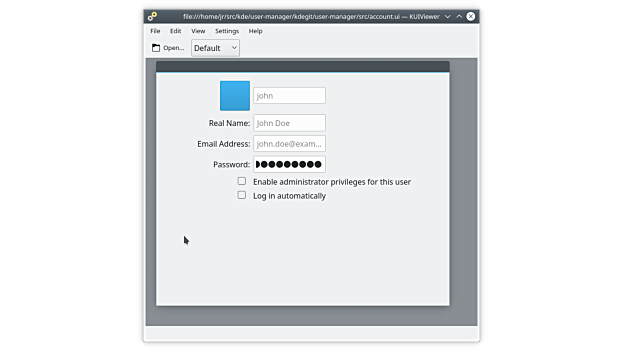 file:///home/jr/src/kde/user-manager/kdegit/user-manager/src/account.ui — KUIViewer
File Edit View Settings Help
Open... Default
john
Real Name: John Doe
Email Address: john.doe@exam...
Password: ●●●●●●●●●
Enable administrator privileges for this user
Log in automatically